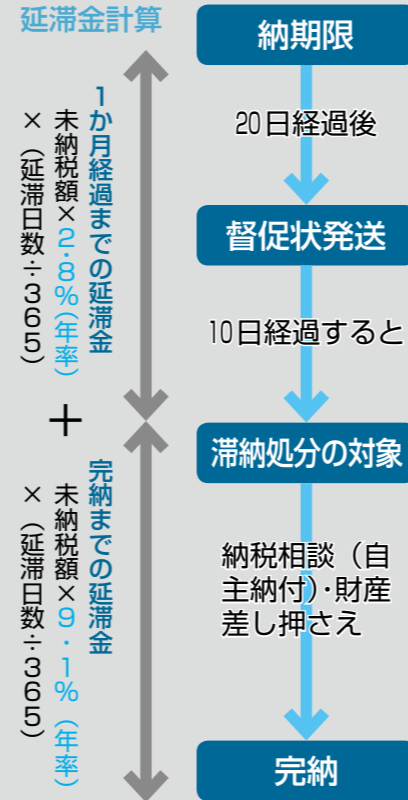 延滞金計算
1か月経過までの延滞金
未納税額×2・8%(年率)
×(延滞日数÷365)
＋
完納までの延滞金
未納税額×9・1%(年率)
×(延滞日数÷365)
納期限
20日経過後
督促状発送
10日経過すると
滞納処分の対象
納税相談(自
主納付)・財産
差し押さえ
完納